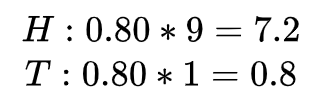 H : 0.80 * 9 = 7.2
T : 0.80 * 1 = 0.8